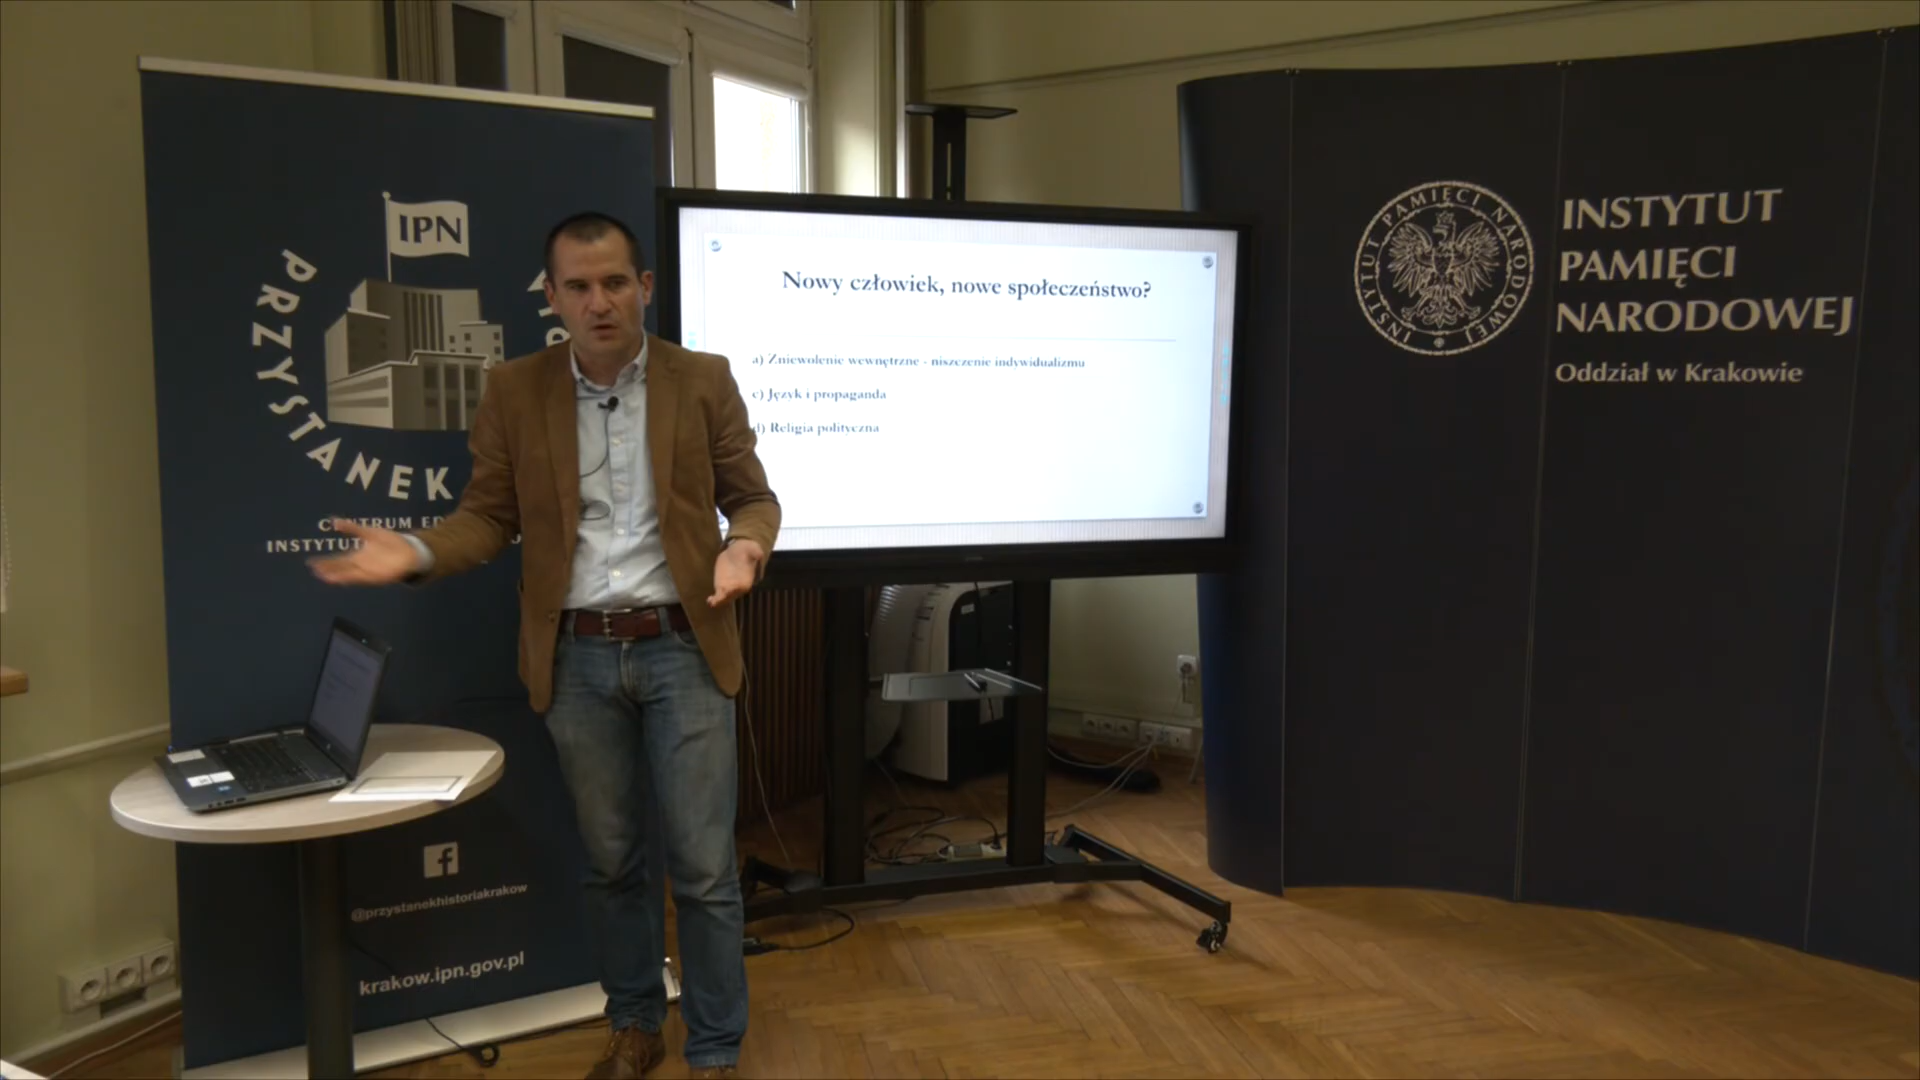 IPN
PRZYSTANEK
@przystanekhistoriakrakow
krakow.ipn.gov.pl
Nowy człowiek, nowe społeczeństwo?
a) Zniewolenie wewnętrzne - niszczenie indywidualizmu
c) Język i propaganda
d) Religia polityczna
INSTYTUT PAMIĘCI NARODOWEJ
INSTYTUT
PAMIĘCI
NARODOWEJ
Oddział w Krakowie